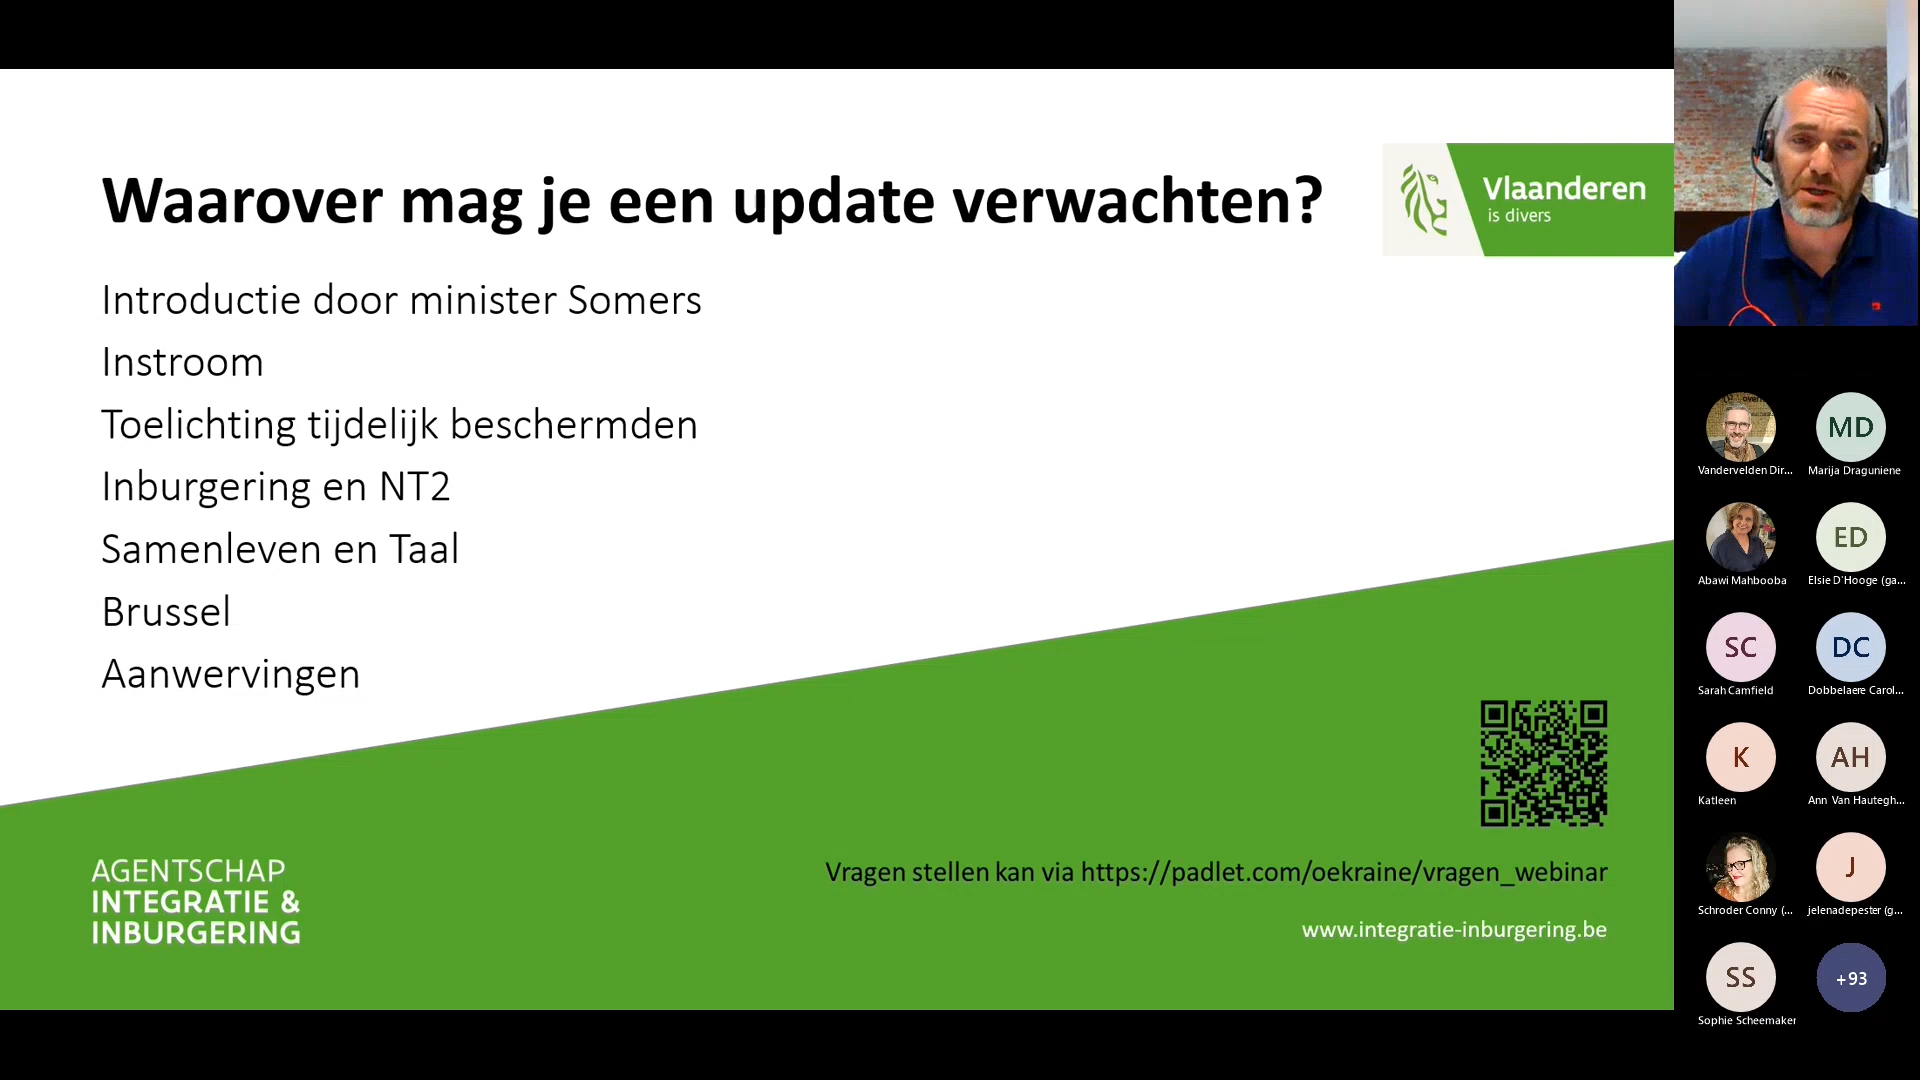 Waarover mag je een update verwachten?
Vlaanderen
is divers
Introductie door minister Somers
Instroom
Toelichting tijdelijk beschermden
Inburgering en NT2
Samenleven en Taal
Brussel
Aanwervingen
Vragen stellen kan via https://padlet.com/oekraine/vragen_webinar
www.integratie-inburgering.be
AGENTSCHAP
INTEGRATIE &
INBURGERING
MD
Vandervelden Dir...
Marija Draguniene
ED
Abawi Mahbooba
Elsie D'Hooge (ga...
SC
DC
Sarah Camfield
Dobbelaere Carol...
K
AH
Katleen
Ann Van Hautegh...
J
Schroder Conny (...
jelenadepester (g...
SS
+93
Sophie Scheemaker